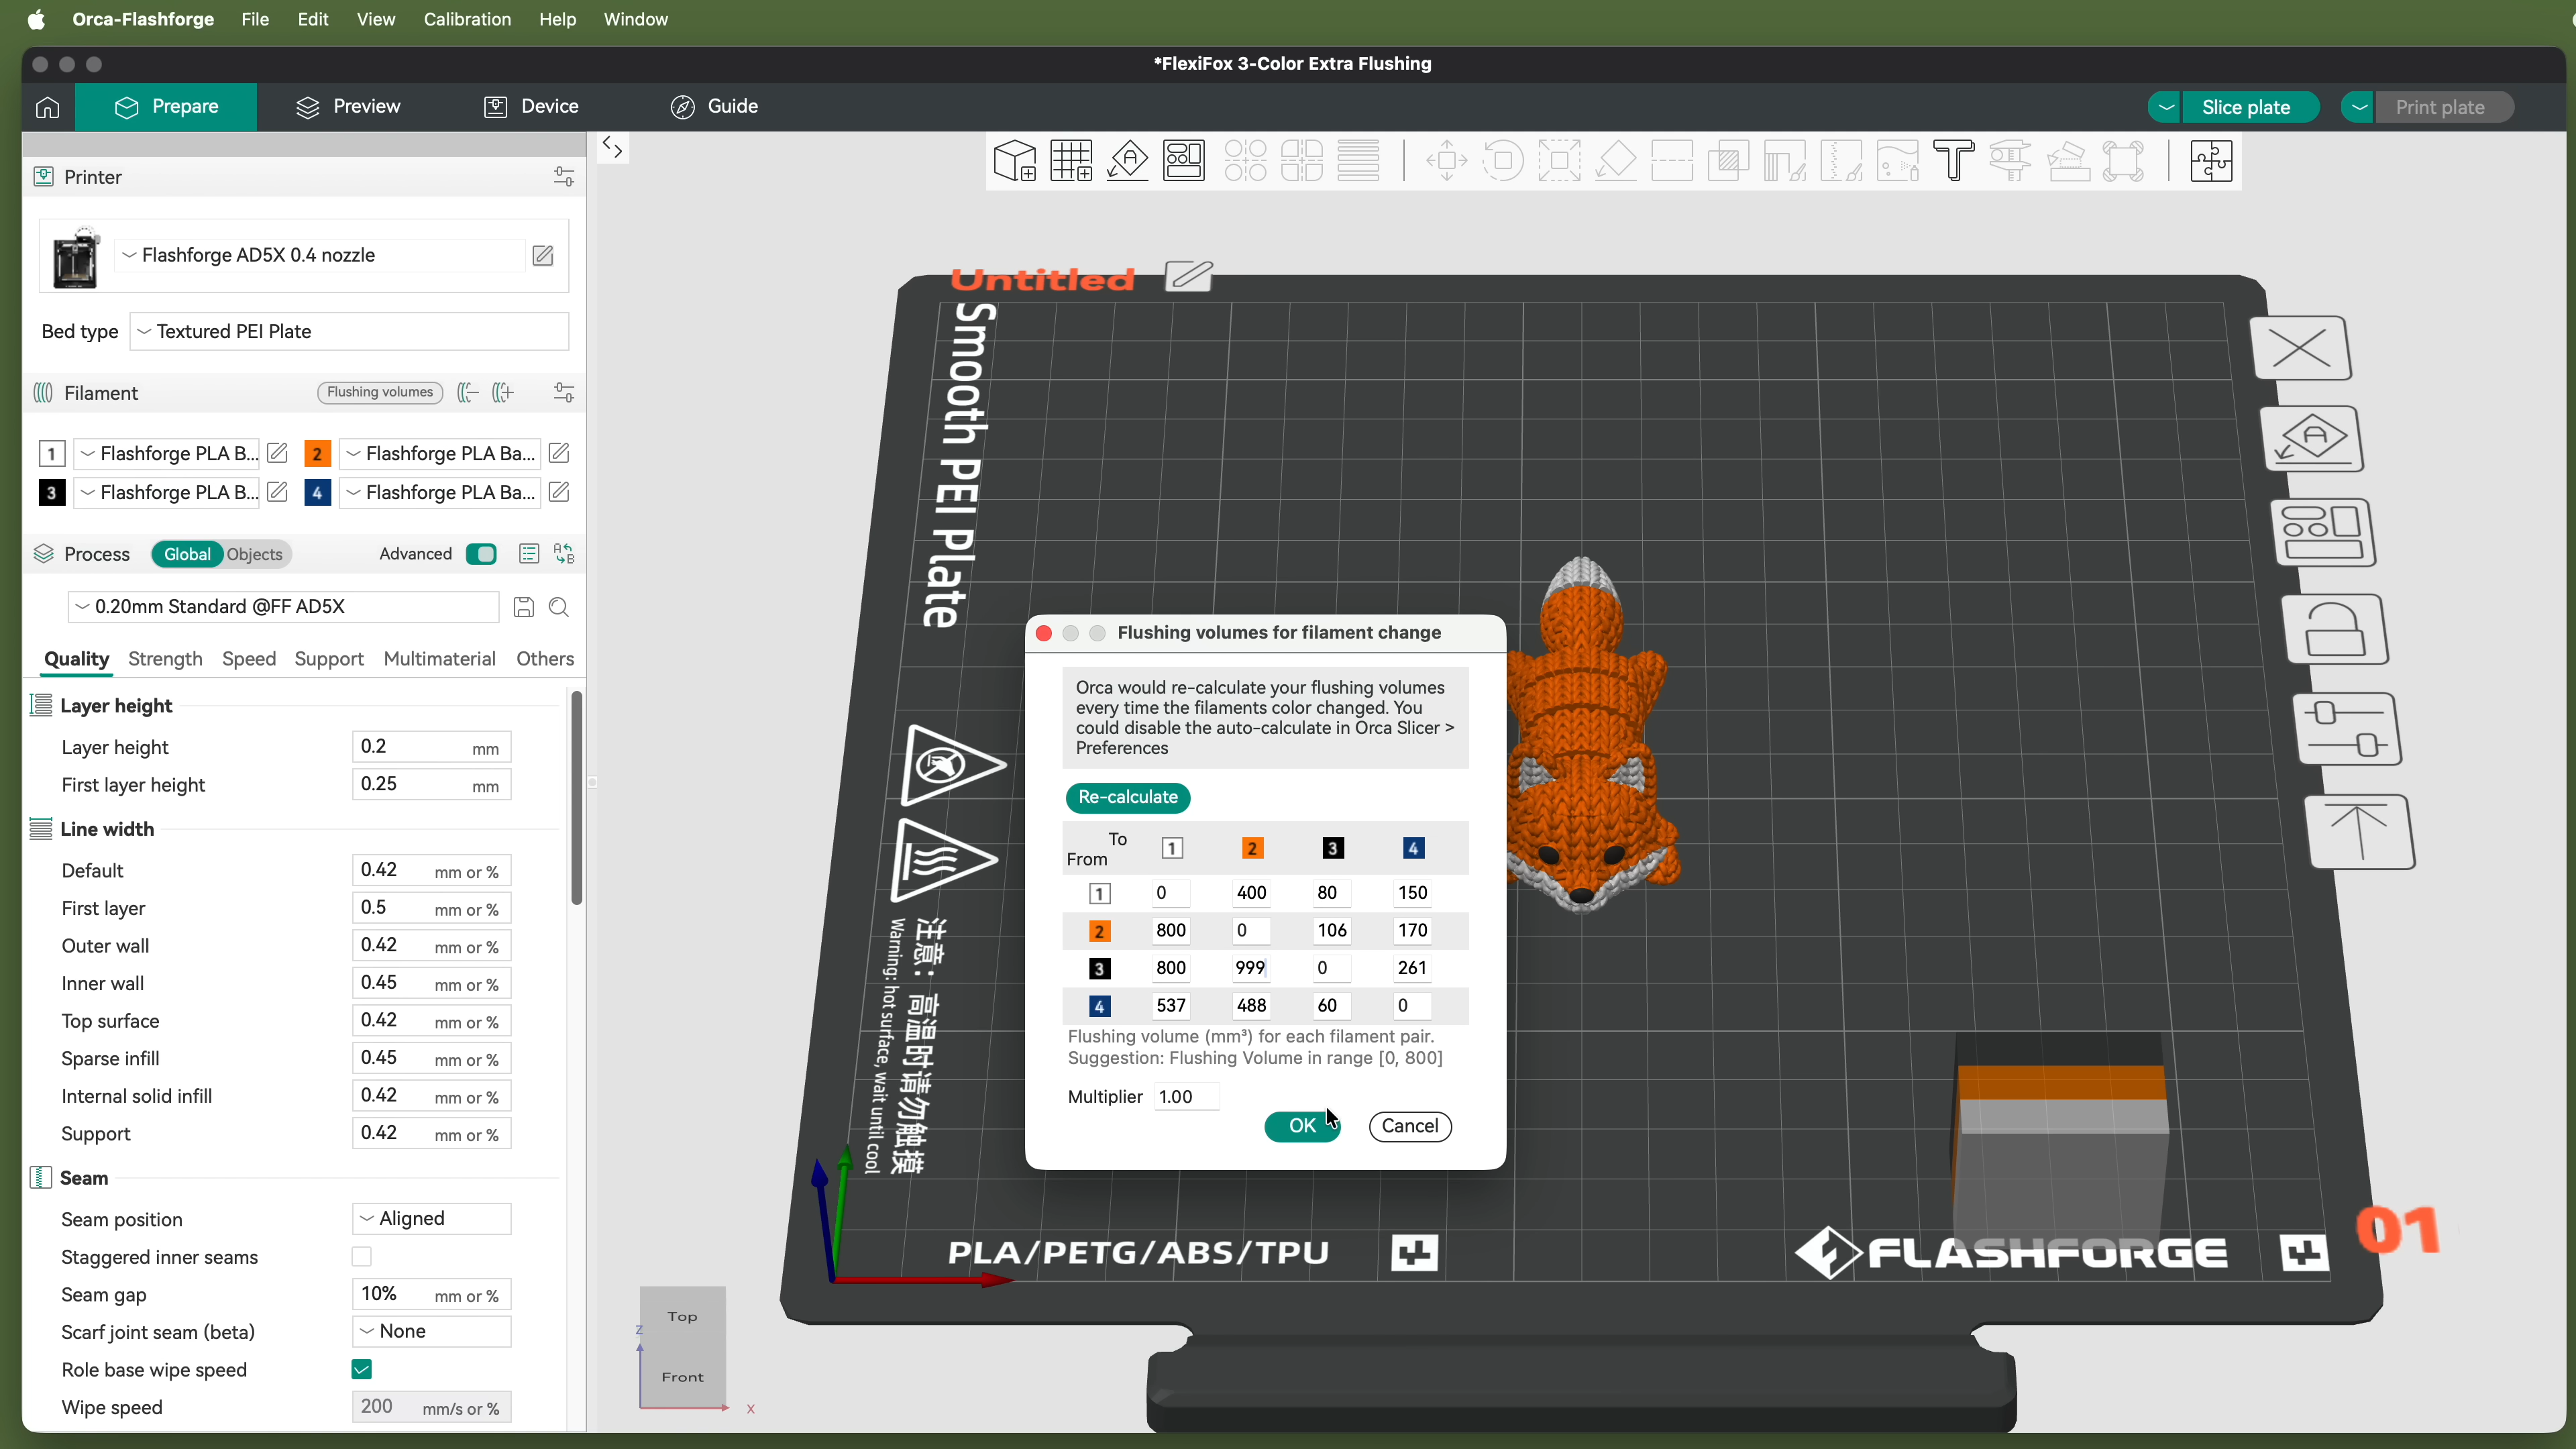 Orca-Flashforge File Edit View Calibration Help Window
*FlexiFox 3-Color Extra Flushing
Prepare Preview Device Guide Slice plate Print plate
Printer
Flashforge AD5X 0.4 nozzle
Bed type Textured PEI Plate
Filament Flushing volumes
1 Flashforge PLA B... 2 Flashforge PLA Ba...
3 Flashforge PLA B... 4 Flashforge PLA Ba...
Process Global Objects Advanced
0.20mm Standard @FF AD5X
Quality Strength Speed Support Multimaterial Others
Layer height
Layer height 0.2 mm
First layer height 0.25 mm
Line width
Default 0.42 mm or %
First layer 0.5 mm or %
Outer wall 0.42 mm or %
Inner wall 0.45 mm or %
Top surface 0.42 mm or %
Sparse infill 0.45 mm or %
Internal solid infill 0.42 mm or %
Support 0.42 mm or %
Seam
Seam position Aligned
Staggered inner seams
Seam gap 10% mm or %
Scarf joint seam (beta) None
Role base wipe speed
Wipe speed 200 mm/s or %
Untitled
Smooth PEI Plate
注意：高温时请勿触摸
Warning: hot surface, wait until cool
Flushing volumes for filament change
Orca would re-calculate your flushing volumes
every time the filaments color changed. You
could disable the auto-calculate in Orca Slicer >
Preferences
Re-calculate
To
From 1 2 3 4
1 0 400 80 150
2 800 0 106 170
3 800 999 0 261
4 537 488 60 0
Flushing volume (mm³) for each filament pair.
Suggestion: Flushing Volume in range [0, 800]
Multiplier 1.00
OK Cancel
PLA/PETG/ABS/TPU
FLASHFORGE
01
Top
Z
Front
X
A
A
A
B